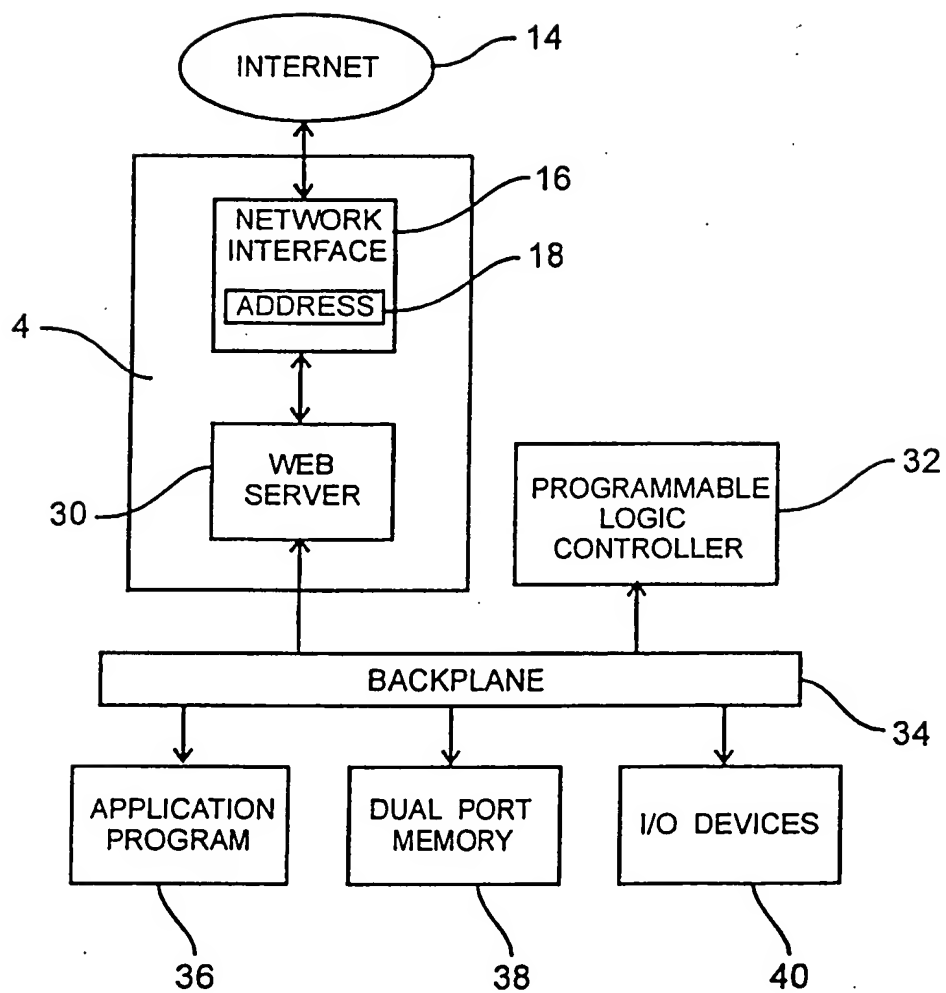 INTERNET
14
NETWORK
INTERFACE
16
ADDRESS
18
4
WEB
SERVER
30
PROGRAMMABLE
LOGIC
CONTROLLER
32
BACKPLANE
34
APPLICATION
PROGRAM
DUAL PORT
MEMORY
I/O DEVICES
36
38
40